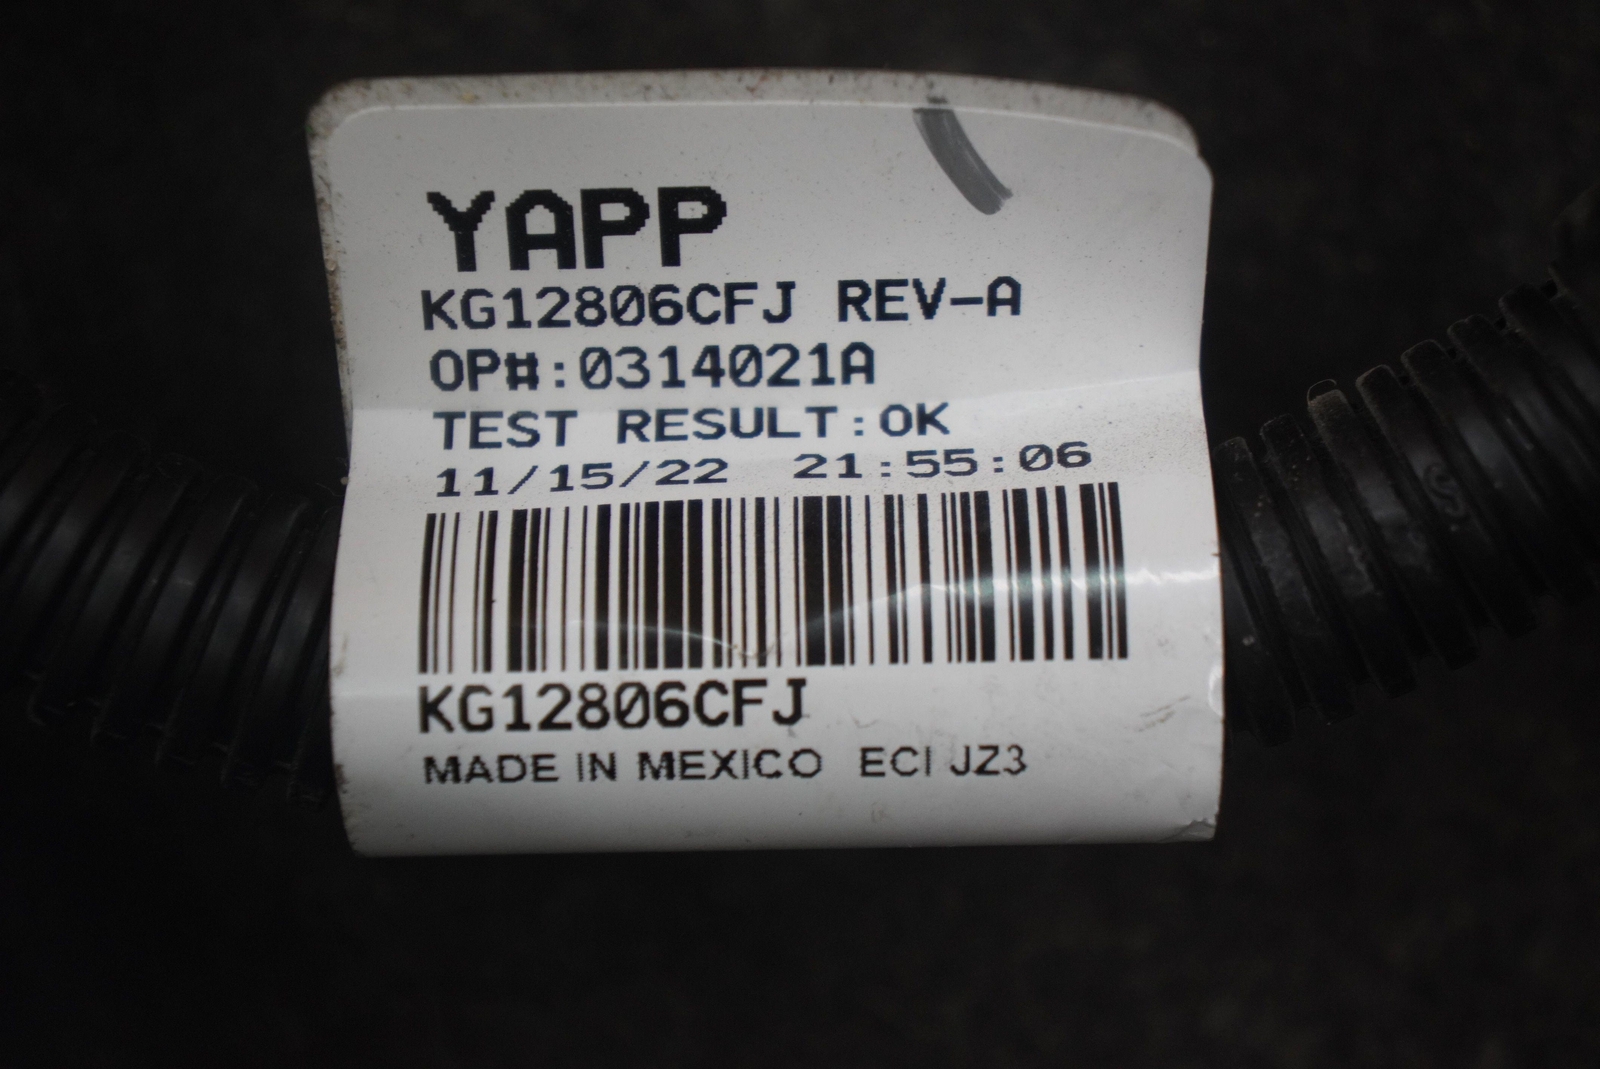 YAPP
KG12806CFJ REV-A
OP#:0314021A
TEST RESULT:OK
11/15/22 21:55:06
KG12806CFJ
MADE IN MEXICO ECI JZ3